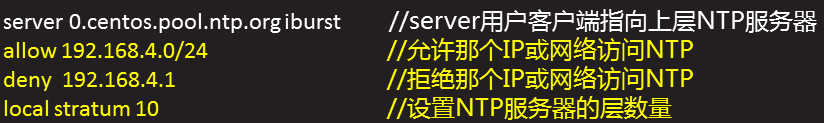 server 0.centos.pool.ntp.org iburst //server用户客户端指向上层NTP服务器
allow 192.168.4.0/24 //允许那个IP或网络访问NTP
deny 192.168.4.1 //拒绝那个IP或网络访问NTP
local stratum 10 //设置NTP服务器的层数量